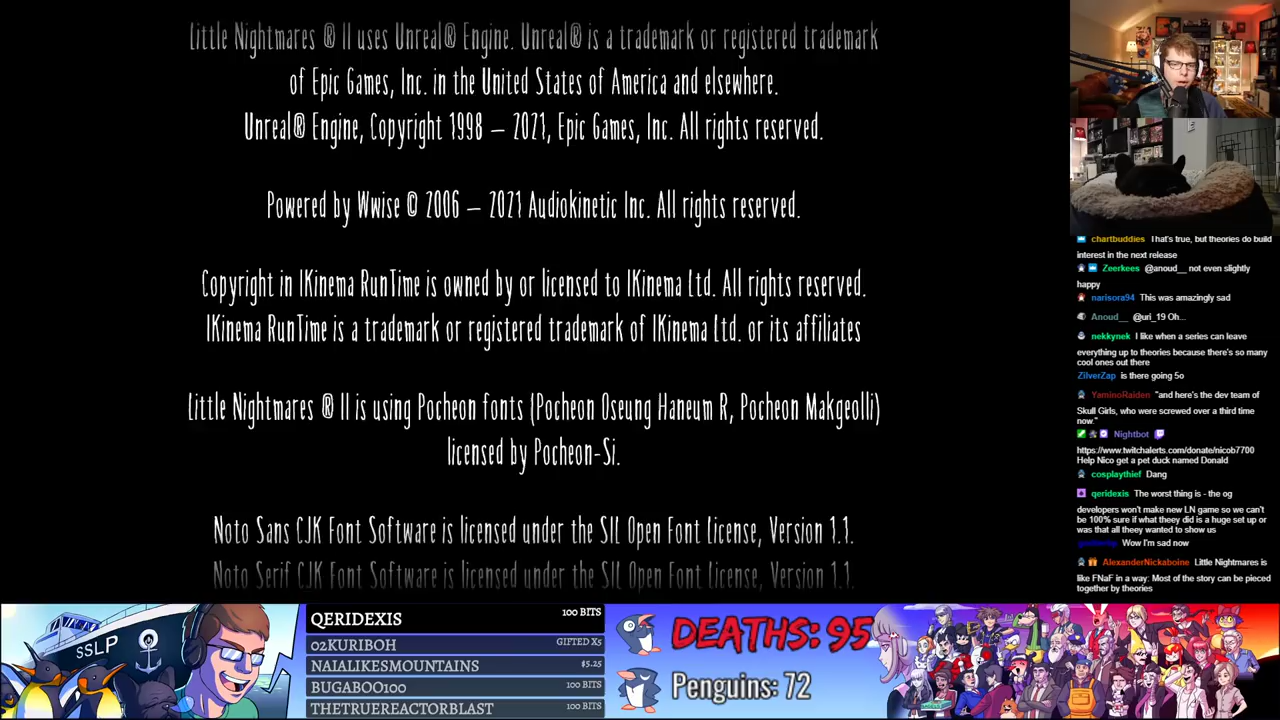 Little Nightmares ® II uses Unreal® Engine. Unreal® is a trademark or registered trademark
of Epic Games, Inc. in the United States of America and elsewhere.
Unreal® Engine, Copyright 1998 – 2021, Epic Games, Inc. All rights reserved.
Powered by Wwise © 2006 – 2021 Audiokinetic Inc. All rights reserved.
Copyright in IKinema RunTime is owned by or licensed to IKinema Ltd. All rights reserved.
IKinema RunTime is a trademark or registered trademark of IKinema Ltd. or its affiliates
Little Nightmares ® II is using Pocheon fonts (Pocheon Oseung Haneum R, Pocheon Makgeolli)
licensed by Pocheon-Si.
Noto Sans CJK Font Software is licensed under the SIL Open Font License, Version 1.1.
Noto Serif CJK Font Software is licensed under the SIL Open Font License, Version 1.1.
chartbuddies That's true, but theories do build
interest in the next release
Zeerkees @anoud__ not even slightly
happy
narisora94 This was amazingly sad
Anoud__ @uri_19 Oh...
nekkynek I like when a series can leave
everything up to theories because there's so many
cool ones out there
ZilverZap is there going 5o
YaminoRaiden "and here's the dev team of
Skull Girls, who were screwed over a third time
now."
Nightbot
https://www.twitchalerts.com/donate/nicob7700
Help Nico get a pet duck named Donald
cosplaythief Dang
qeridexis The worst thing is - the og
developers won't make new LN game so we can't
be 100% sure if what theey did is a huge set up or
was that all theey wanted to show us
Wow I'm sad now
AlexanderNickaboine Little Nightmares is
like FNaF in a way: Most of the story can be pieced
together by theories
SSLP
QERIDEXIS 100 BITS
02KURIBOH GIFTED X5
NAIALIKESMOUNTAINS $5.25
BUGABOO100 100 BITS
THETRUEREACTORBLAST 100 BITS
DEATHS: 95
Penguins: 72